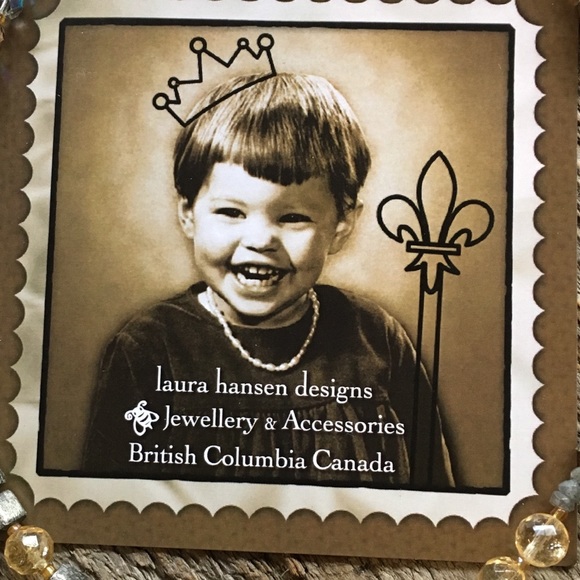 laura hansen designs
Jewellery & Accessories
British Columbia Canada